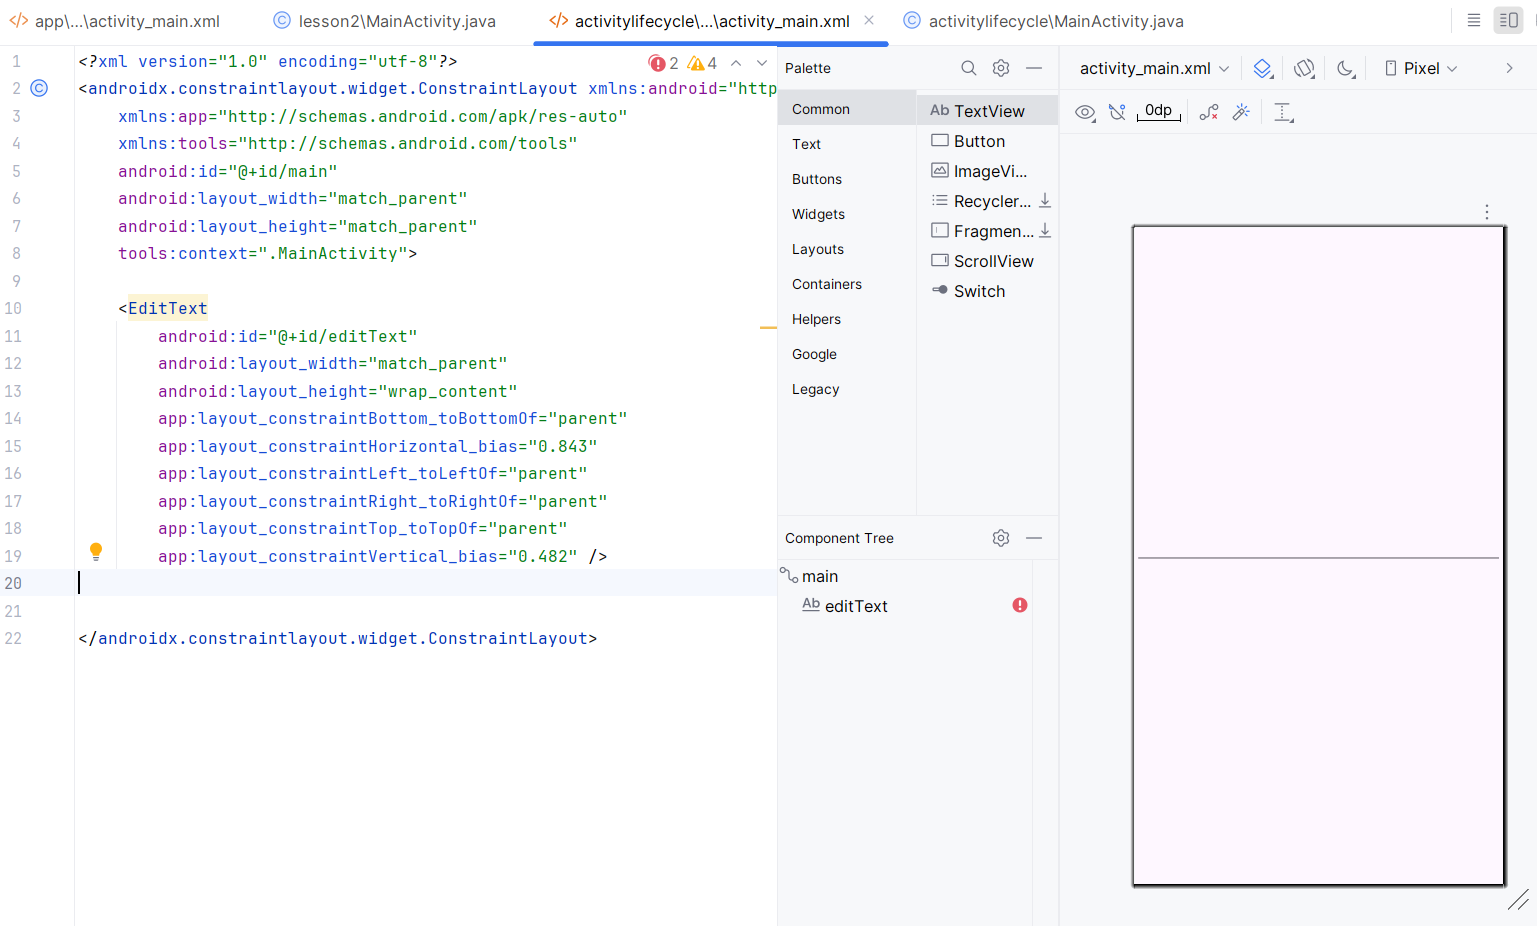 app\...\activity_main.xml
lesson2\MainActivity.java
activitylifecycle\...\activity_main.xml
activitylifecycle\MainActivity.java
1 <?xml version="1.0" encoding="utf-8"?>
2 4
2 <androidx.constraintlayout.widget.ConstraintLayout xmlns:android="http
3 xmlns:app="http://schemas.android.com/apk/res-auto"
4 xmlns:tools="http://schemas.android.com/tools"
5 android:id="@+id/main"
6 android:layout_width="match_parent"
7 android:layout_height="match_parent"
8 tools:context=".MainActivity">
9
10 <EditText
11 android:id="@+id/editText"
12 android:layout_width="match_parent"
13 android:layout_height="wrap_content"
14 app:layout_constraintBottom_toBottomOf="parent"
15 app:layout_constraintHorizontal_bias="0.843"
16 app:layout_constraintLeft_toLeftOf="parent"
17 app:layout_constraintRight_toRightOf="parent"
18 app:layout_constraintTop_toTopOf="parent"
19 app:layout_constraintVertical_bias="0.482" />
20
21
22 </androidx.constraintlayout.widget.ConstraintLayout>
Palette
Common
Text
Buttons
Widgets
Layouts
Containers
Helpers
Google
Legacy
Ab TextView
Button
ImageVi...
Recycler...
Fragmen...
ScrollView
Switch
Component Tree
main
Ab editText
activity_main.xml
Pixel
0dp